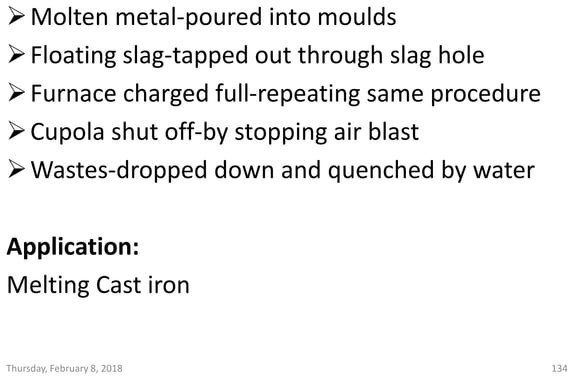 ➢ Molten metal-poured into moulds
➢ Floating slag-tapped out through slag hole
➢ Furnace charged full-repeating same procedure
➢ Cupola shut off-by stopping air blast
➢ Wastes-dropped down and quenched by water
Application:
Melting Cast iron
Thursday, February 8, 2018 134